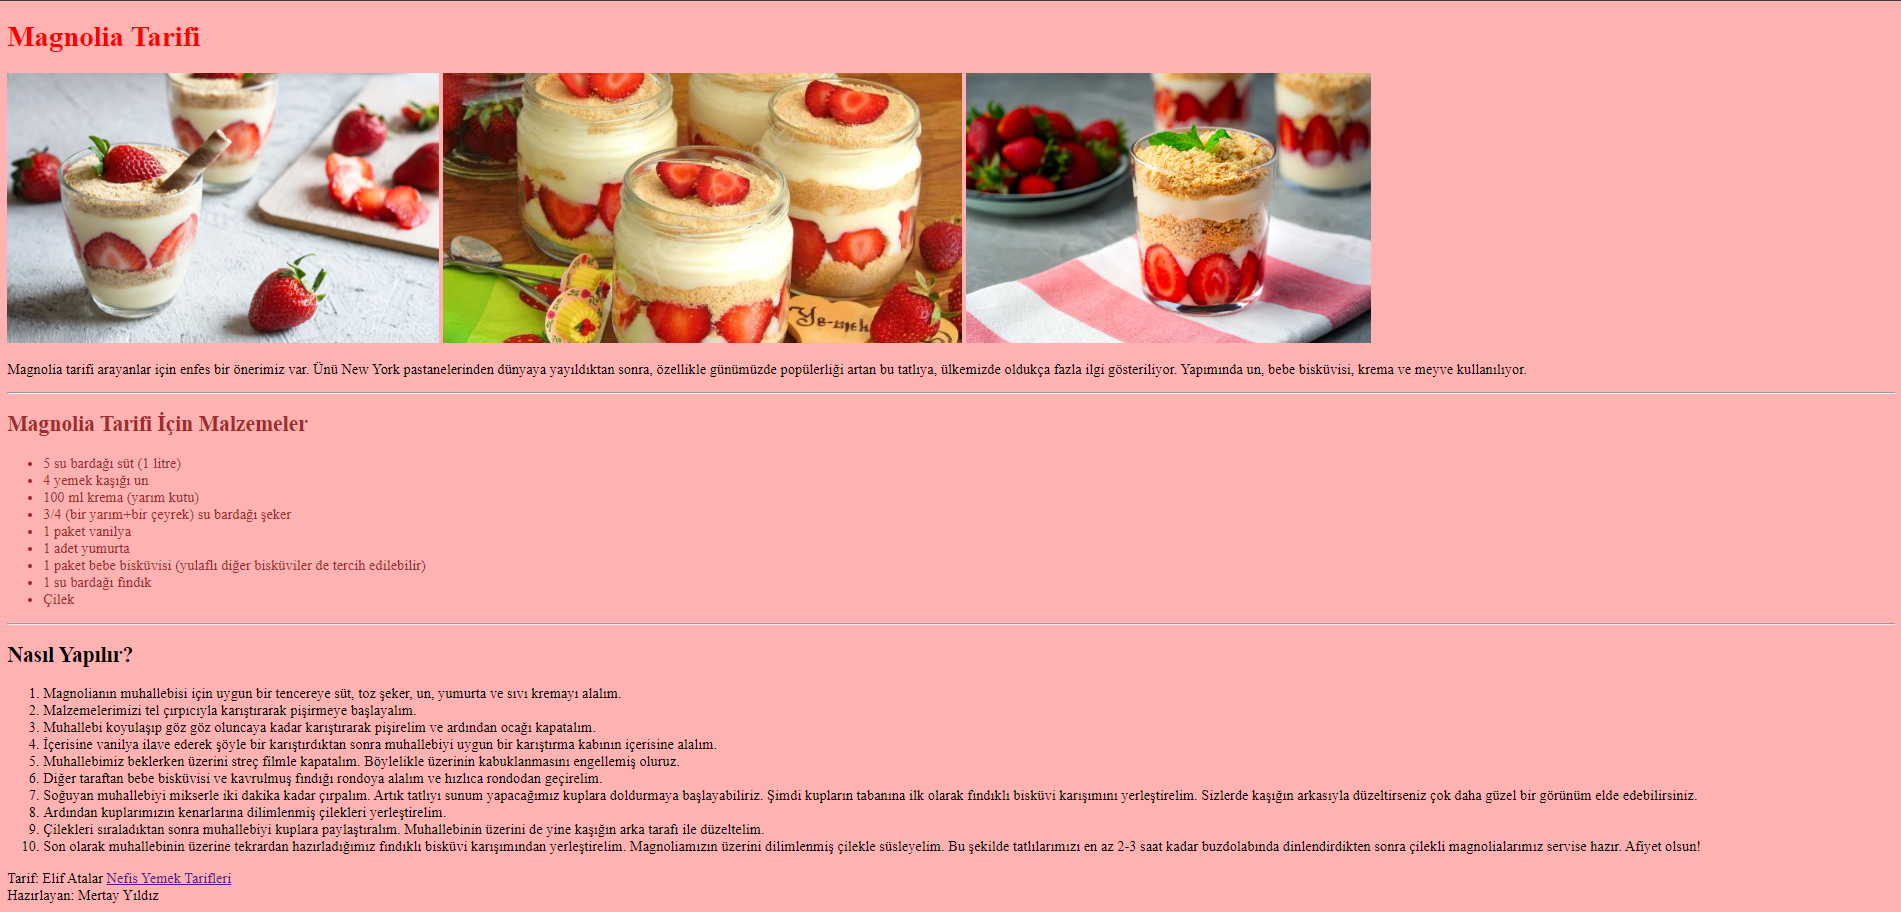 Magnolia Tarifi
Ye-mek
Magnolia tarifi arayanlar için enfes bir önerimiz var. Ünü New York pastanelerinden dünyaya yayıldıktan sonra, özellikle günümüzde popülerliği artan bu tatlıya, ülkemizde oldukça fazla ilgi gösteriliyor. Yapımında un, bebe bisküvisi, krema ve meyve kullanılıyor.
Magnolia Tarifi İçin Malzemeler
• 5 su bardağı süt (1 litre)
• 4 yemek kaşığı un
• 100 ml krema (yarım kutu)
• 3/4 (bir yarım+bir çeyrek) su bardağı şeker
• 1 paket vanilya
• 1 adet yumurta
• 1 paket bebe bisküvisi (yulaflı diğer bisküviler de tercih edilebilir)
• 1 su bardağı fındık
• Çilek
Nasıl Yapılır?
1. Magnolianın muhallebisi için uygun bir tencereye süt, toz şeker, un, yumurta ve sıvı kremayı alalım.
2. Malzemelerimizi tel çırpıcıyla karıştırarak pişirmeye başlayalım.
3. Muhallebi koyulaşıp göz göz oluncaya kadar karıştırarak pişirelim ve ardından ocağı kapatalım.
4. İçerisine vanilya ilave ederek şöyle bir karıştırdıktan sonra muhallebiyi uygun bir karıştırma kabının içerisine alalım.
5. Muhallebimiz beklerken üzerini streç filmle kapatalım. Böylelikle üzerinin kabuklanmasını engellemiş oluruz.
6. Diğer taraftan bebe bisküvisi ve kavrulmuş fındığı rondoya alalım ve hızlıca rondodan geçirelim.
7. Soğuyan muhallebiyi mikserle iki dakika kadar çırpalım. Artık tatlıyı sunum yapacağımız kuplara doldurmaya başlayabiliriz. Şimdi kupların tabanına ilk olarak fındıklı bisküvi karışımını yerleştirelim. Sizlerde kaşığın arkasıyla düzeltirseniz çok daha güzel bir görünüm elde edebilirsiniz.
8. Ardından kuplarımızın kenarlarına dilimlenmiş çilekleri yerleştirelim.
9. Çilekleri sıraladıktan sonra muhallebiyi kuplara paylaştıralım. Muhallebinin üzerini de yine kaşığın arka tarafı ile düzeltelim.
10. Son olarak muhallebinin üzerine tekrardan hazırladığımız fındıklı bisküvi karışımından yerleştirelim. Magnoliamızın üzerini dilimlenmiş çilekle süsleyelim. Bu şekilde tatlılarımızı en az 2-3 saat kadar buzdolabında dinlendirdikten sonra çilekli magnolialarımız servise hazır. Afiyet olsun!
Tarif: Elif Atalar Nefis Yemek Tarifleri
Hazırlayan: Mertay Yıldız